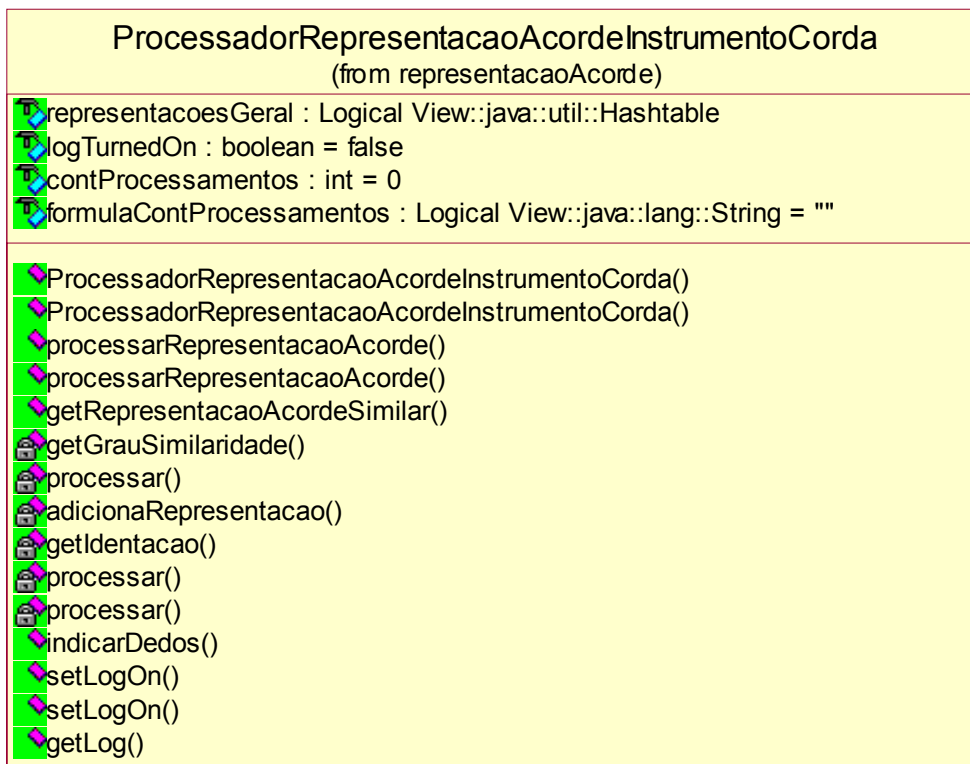 ProcessadorRepresentacaoAcordeInstrumentoCorda
(from representacaoAcorde)
representacoesGeral : Logical View::java::util::Hashtable
logTurnedOn : boolean = false
contProcessamentos : int = 0
formulaContProcessamentos : Logical View::java::lang::String = ""
ProcessadorRepresentacaoAcordeInstrumentoCorda()
ProcessadorRepresentacaoAcordeInstrumentoCorda()
processarRepresentacaoAcorde()
processarRepresentacaoAcorde()
getRepresentacaoAcordeSimilar()
getGrauSimilaridade()
processar()
adicionaRepresentacao()
getIdentacao()
processar()
processar()
indicarDedos()
setLogOn()
setLogOn()
getLog()